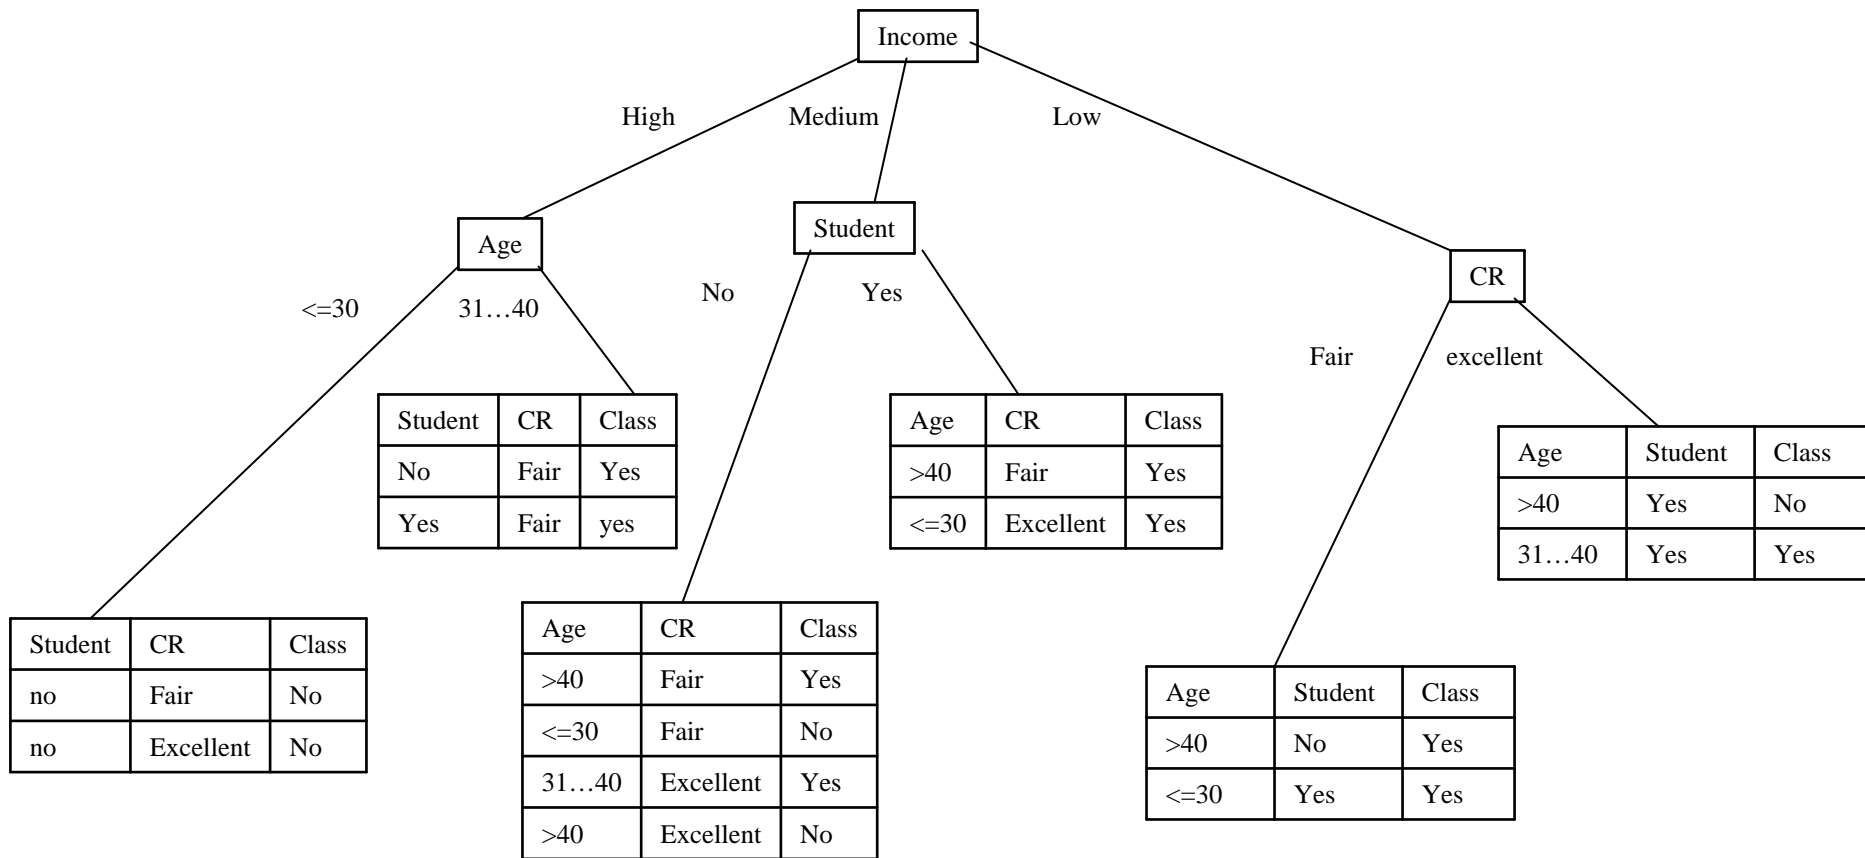 Income
High Medium Low
Age
Student
CR
<=30 31…40
No Yes
Fair excellent
Student CR Class
No Fair Yes
Yes Fair yes
Age CR Class
>40 Fair Yes
<=30 Excellent Yes
Age Student Class
>40 Yes No
31…40 Yes Yes
Student CR Class
no Fair No
no Excellent No
Age CR Class
>40 Fair Yes
<=30 Fair No
31…40 Excellent Yes
>40 Excellent No
Age Student Class
>40 No Yes
<=30 Yes Yes